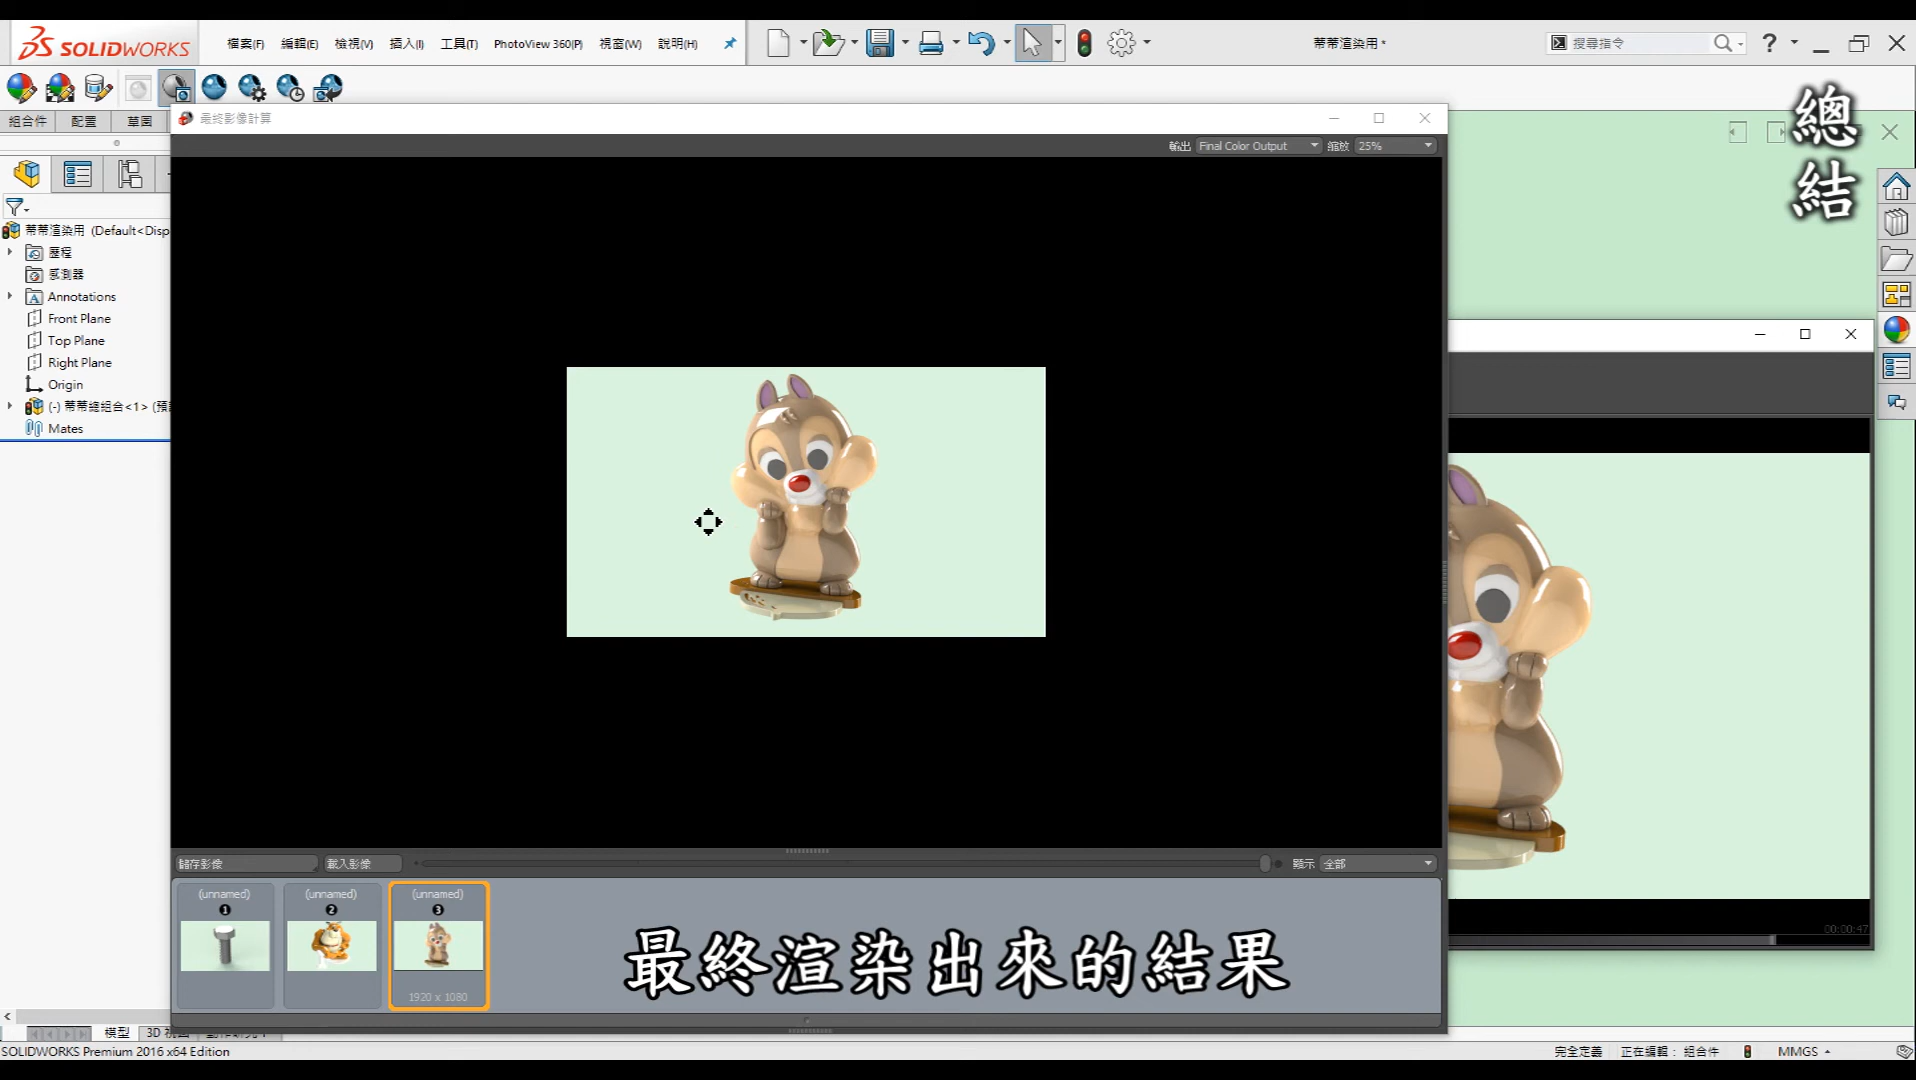 SOLIDWORKS
檔案(F) 編輯(E) 檢視(V) 插入(I) 工具(T) PhotoView 360(P) 視窗(W) 說明(H)
蒂蒂渲染用 *
搜尋指令
?
組合件 配置 草圖
最終影像計算
輸出 Final Color Output 縮放 25%
總結
蒂蒂渲染用 (Default<Disp
歷程
感測器
Annotations
Front Plane
Top Plane
Right Plane
Origin
(-) 蒂蒂總組合<1> (預
Mates
儲存影像 載入影像 顯示 全部
(unnamed) (unnamed) (unnamed)
1 2 3
00:00:47
最終渲染出來的結果
1920 x 1080
模型 3D 視
SOLIDWORKS Premium 2016 x64 Edition
完全定義 正在編輯： 組合件 MMGS